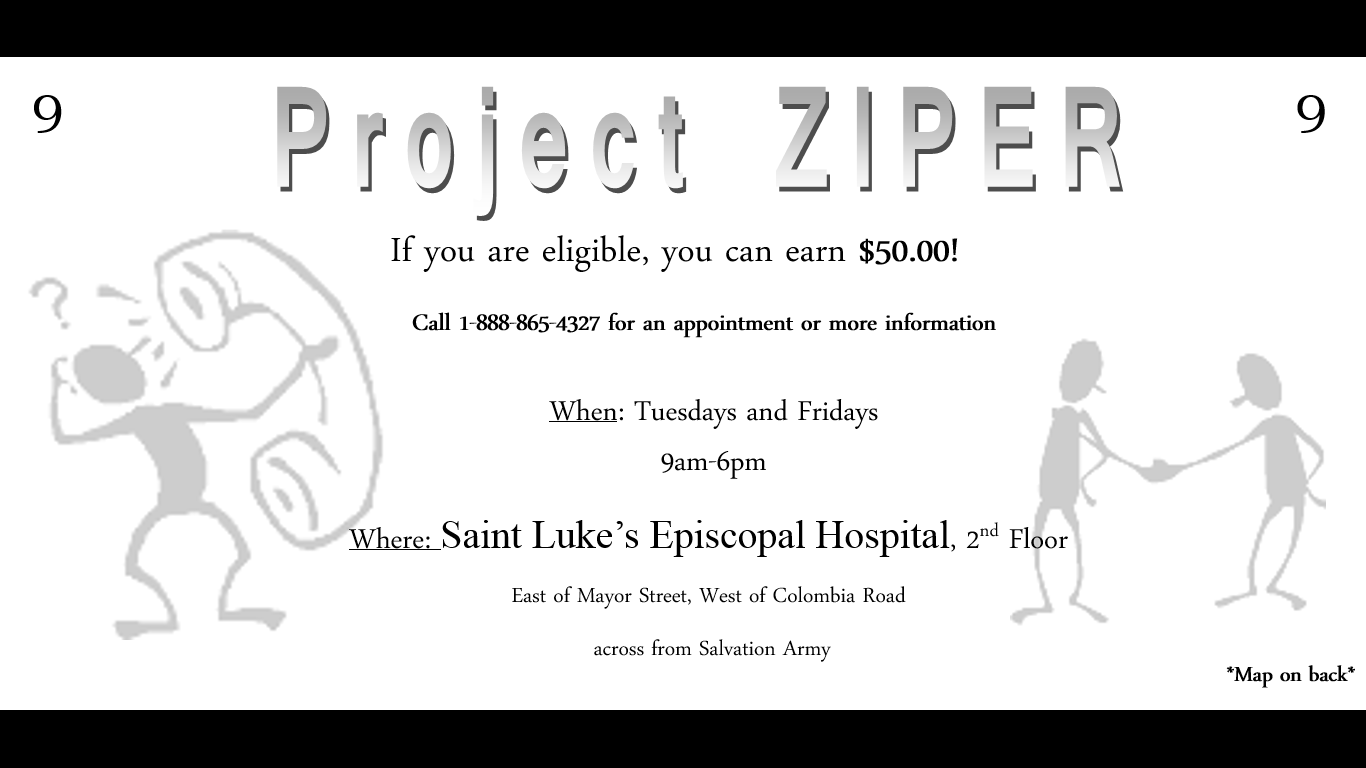 9 Project ZIPER 9
If you are eligible, you can earn $50.00!
Call 1-888-865-4327 for an appointment or more information
When: Tuesdays and Fridays
9am-6pm
Where: Saint Luke’s Episcopal Hospital, 2nd Floor
East of Mayor Street, West of Colombia Road
across from Salvation Army
*Map on back*
?